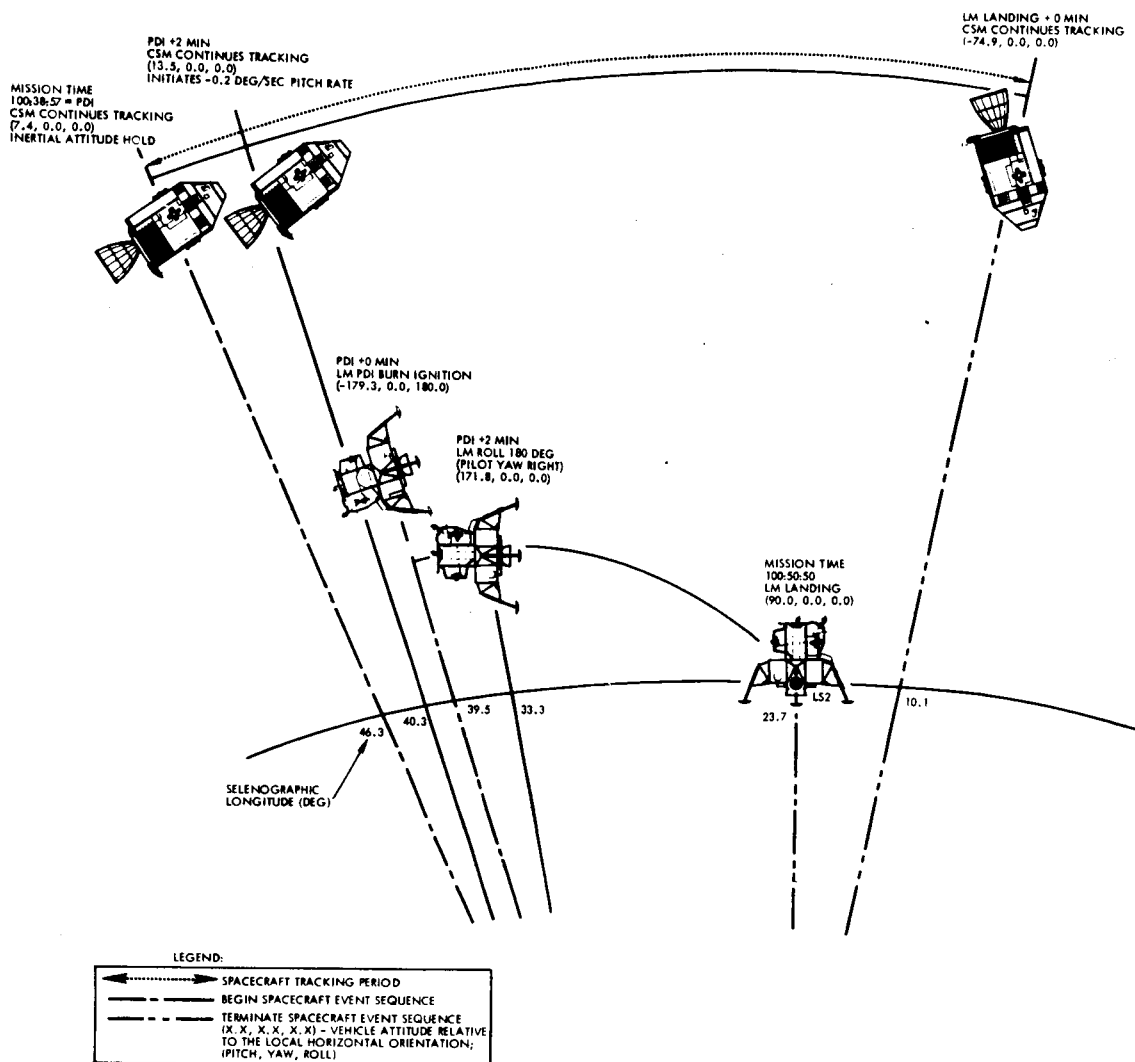 LM LANDING + 0 MIN
CSM CONTINUES TRACKING
(-74.9, 0.0, 0.0)
PDI +2 MIN
CSM CONTINUES TRACKING
(13.5, 0.0, 0.0)
INITIATES -0.2 DEG/SEC PITCH RATE
MISSION TIME
100:38:57 = PDI
CSM CONTINUES TRACKING
(7.4, 0.0, 0.0)
INERTIAL ATTITUDE HOLD
PDI +0 MIN
LM PDI BURN IGNITION
(-179.3, 0.0, 180.0)
PDI +2 MIN
LM ROLL 180 DEG
(PILOT YAW RIGHT)
(171.8, 0.0, 0.0)
MISSION TIME
100:50:50
LM LANDING
(90.0, 0.0, 0.0)
LS2
46.3
40.3
39.5
33.3
23.7
10.1
SELENOGRAPHIC
LONGITUDE (DEG)
LEGEND:
SPACECRAFT TRACKING PERIOD
BEGIN SPACECRAFT EVENT SEQUENCE
TERMINATE SPACECRAFT EVENT SEQUENCE
(X.X, X.X, X.X) - VEHICLE ATTITUDE RELATIVE
TO THE LOCAL HORIZONTAL ORIENTATION;
(PITCH, YAW, ROLL)